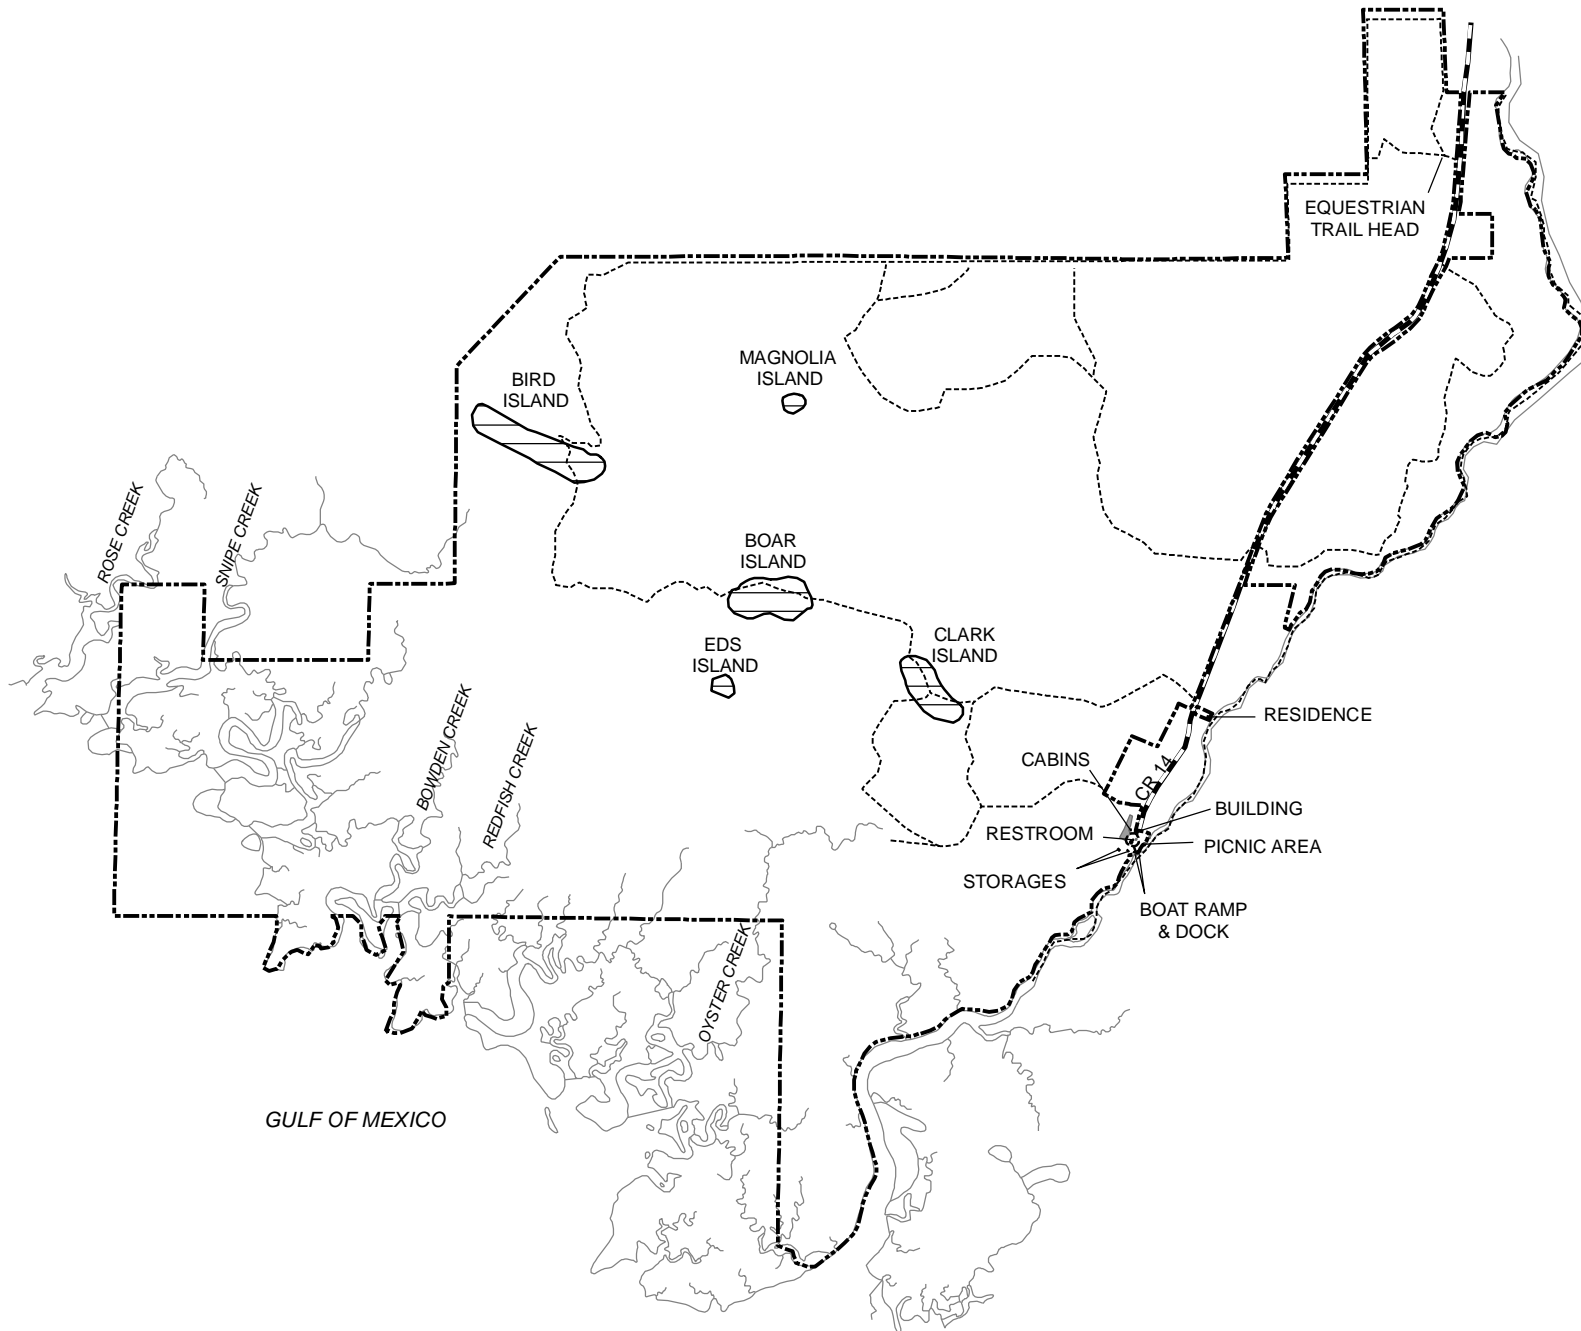 EQUESTRIAN
TRAIL HEAD
MAGNOLIA
ISLAND
BIRD
ISLAND
ROSE CREEK
SNIPE CREEK
BOAR
ISLAND
EDS
ISLAND
CLARK
ISLAND
BOWDEN CREEK
REDFISH CREEK
RESIDENCE
CABINS
CR 14
BUILDING
RESTROOM
PICNIC AREA
STORAGES
BOAT RAMP
& DOCK
OYSTER CREEK
GULF OF MEXICO